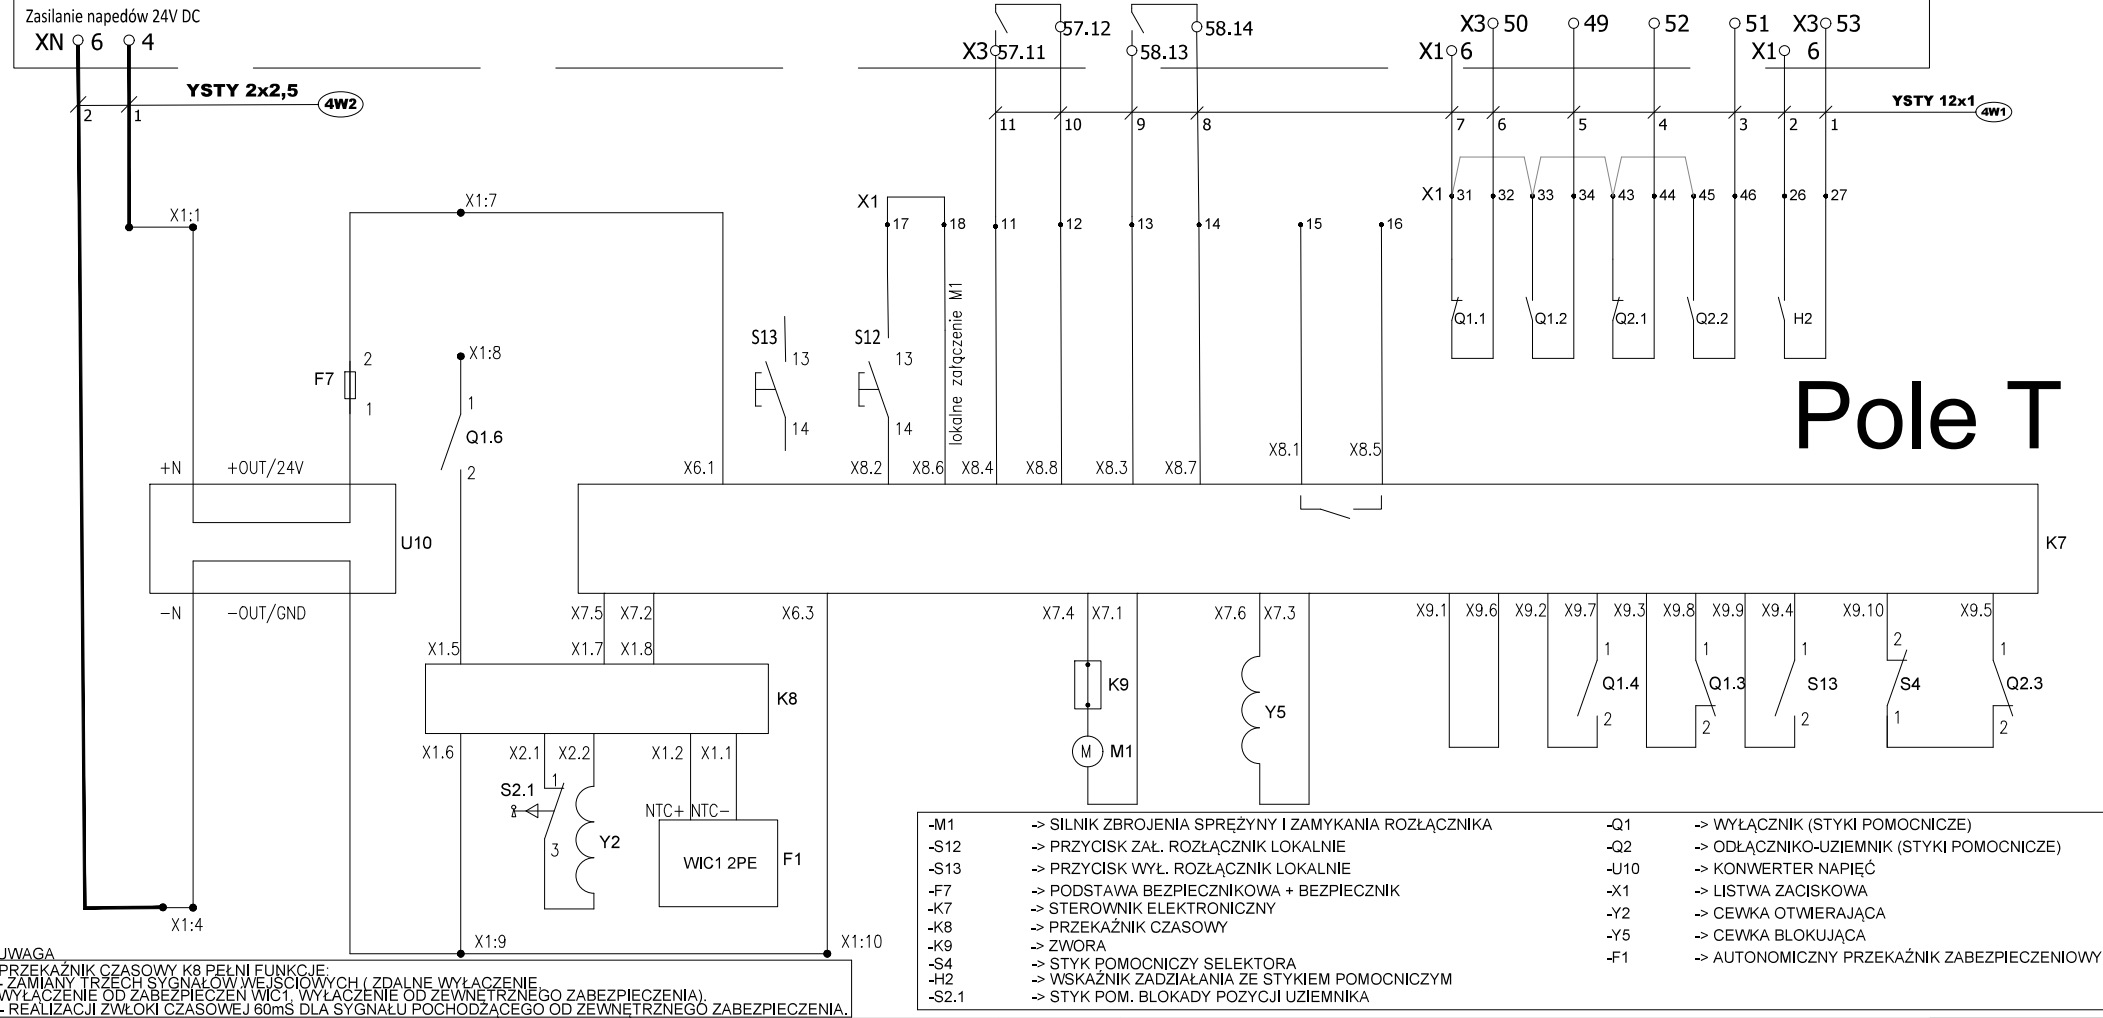 Zasilanie napedów 24V DC
XN 6 4
X3 57.11 57.12 58.13 58.14
X3 50 49 52 51 X3 53
X1 6 X1 6
YSTY 2x2,5 4W2
2 1
YSTY 12x1 4W1
11 10 9 8 7 6 5 4 3 2 1
X1:1
X1:7
X1 17 18 11 12 13 14 15 16
X1 31 32 33 34 43 44 45 46 26 27
Q1.1 Q1.2 Q2.1 Q2.2 H2
lokalne załączenie M1
S13 13 14
S12 13 14
X1:8
F7 2 1
1 Q1.6 2
Pole T
+N +OUT/24V
X6.1 X8.2 X8.6 X8.4 X8.8 X8.3 X8.7 X8.1 X8.5
U10
K7
-N -OUT/GND
X7.5 X7.2 X6.3 X7.4 X7.1 X7.6 X7.3 X9.1 X9.6 X9.2 X9.7 X9.3 X9.8 X9.9 X9.4 X9.10 X9.5
X1.5 X1.7 X1.8
K8
K9
M M1
Y5
1 Q1.4 2
1 Q1.3 2
1 S13 2
2 S4 1
1 Q2.3 2
X1.6 X2.1 X2.2 X1.2 X1.1
S2.1 1 3
Y2
NTC+ NTC-
WIC1 2PE F1
X1:4
X1:9
X1:10
UWAGA
PRZEKAŹNIK CZASOWY K8 PEŁNI FUNKCJE:
- ZAMIANY TRZECH SYGNAŁÓW WEJŚCIOWYCH ( ZDALNE WYŁĄCZENIE,
WYŁĄCZENIE OD ZABEZPIECZEŃ WIC1, WYŁĄCZENIE OD ZEWNĘTRZNEGO ZABEZPIECZENIA).
- REALIZACJI ZWŁOKI CZASOWEJ 60mS DLA SYGNAŁU POCHODZĄCEGO OD ZEWNĘTRZNEGO ZABEZPIECZENIA.
-M1 -> SILNIK ZBROJENIA SPRĘŻYNY I ZAMYKANIA ROZŁĄCZNIKA
-S12 -> PRZYCISK ZAŁ. ROZŁĄCZNIK LOKALNIE
-S13 -> PRZYCISK WYŁ. ROZŁĄCZNIK LOKALNIE
-F7 -> PODSTAWA BEZPIECZNIKOWA + BEZPIECZNIK
-K7 -> STEROWNIK ELEKTRONICZNY
-K8 -> PRZEKAŹNIK CZASOWY
-K9 -> ZWORA
-S4 -> STYK POMOCNICZY SELEKTORA
-H2 -> WSKAŹNIK ZADZIAŁANIA ZE STYKIEM POMOCNICZYM
-S2.1 -> STYK POM. BLOKADY POZYCJI UZIEMNIKA
-Q1 -> WYŁĄCZNIK (STYKI POMOCNICZE)
-Q2 -> ODŁĄCZNIKO-UZIEMNIK (STYKI POMOCNICZE)
-U10 -> KONWERTER NAPIĘĆ
-X1 -> LISTWA ZACISKOWA
-Y2 -> CEWKA OTWIERAJĄCA
-Y5 -> CEWKA BLOKUJĄCA
-F1 -> AUTONOMICZNY PRZEKAŹNIK ZABEZPIECZENIOWY